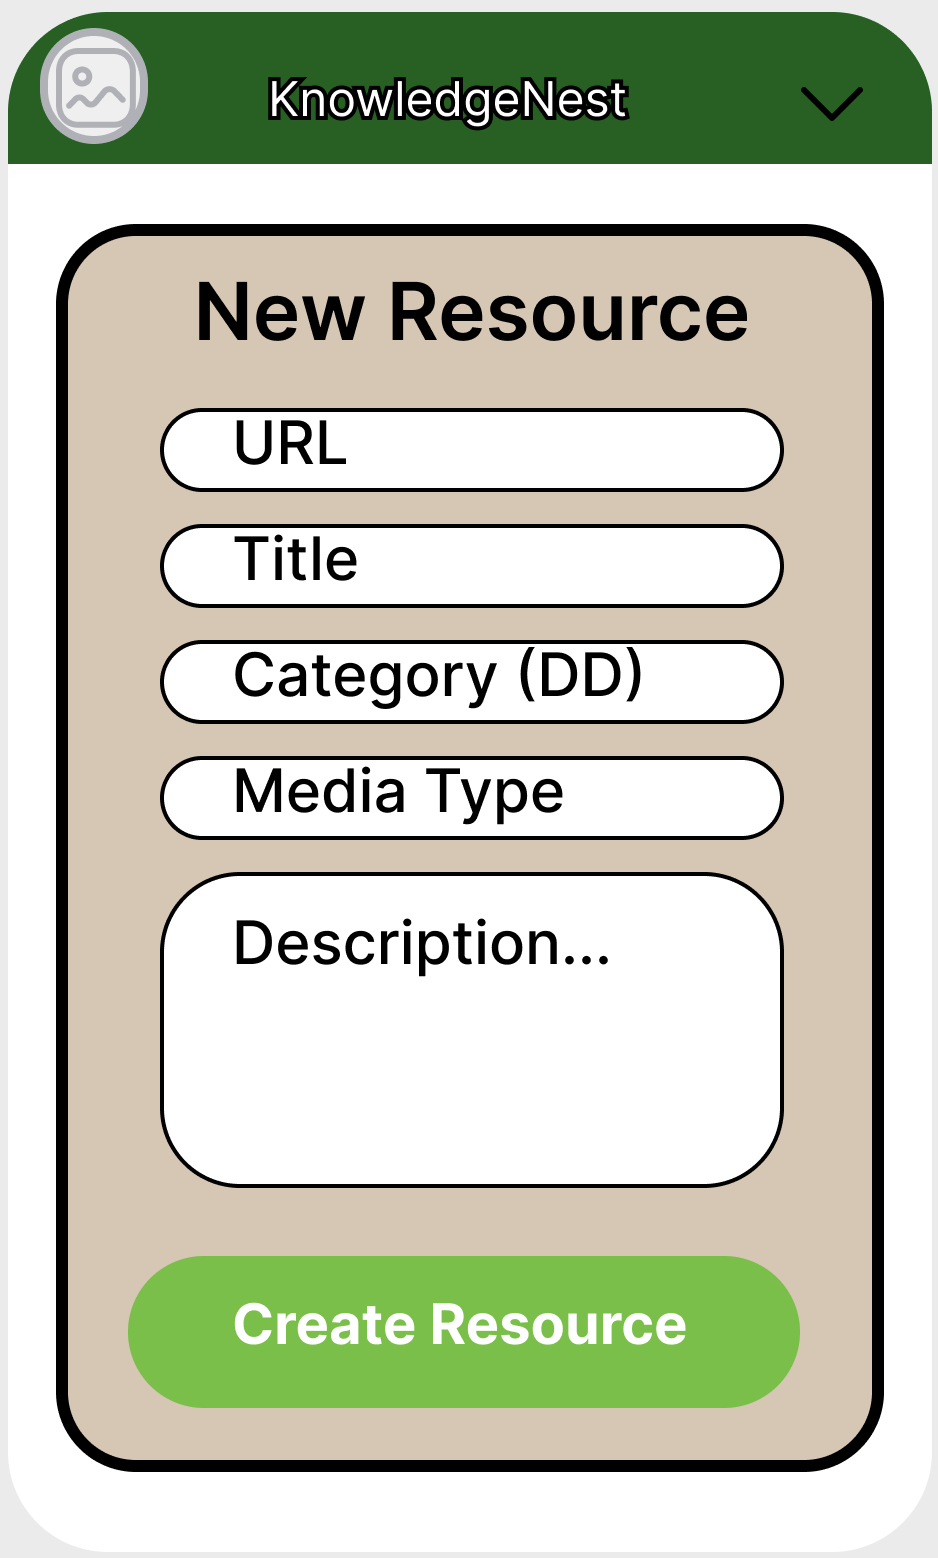 KnowledgeNest
New Resource
URL
Title
Category (DD)
Media Type
Description...
Create Resource